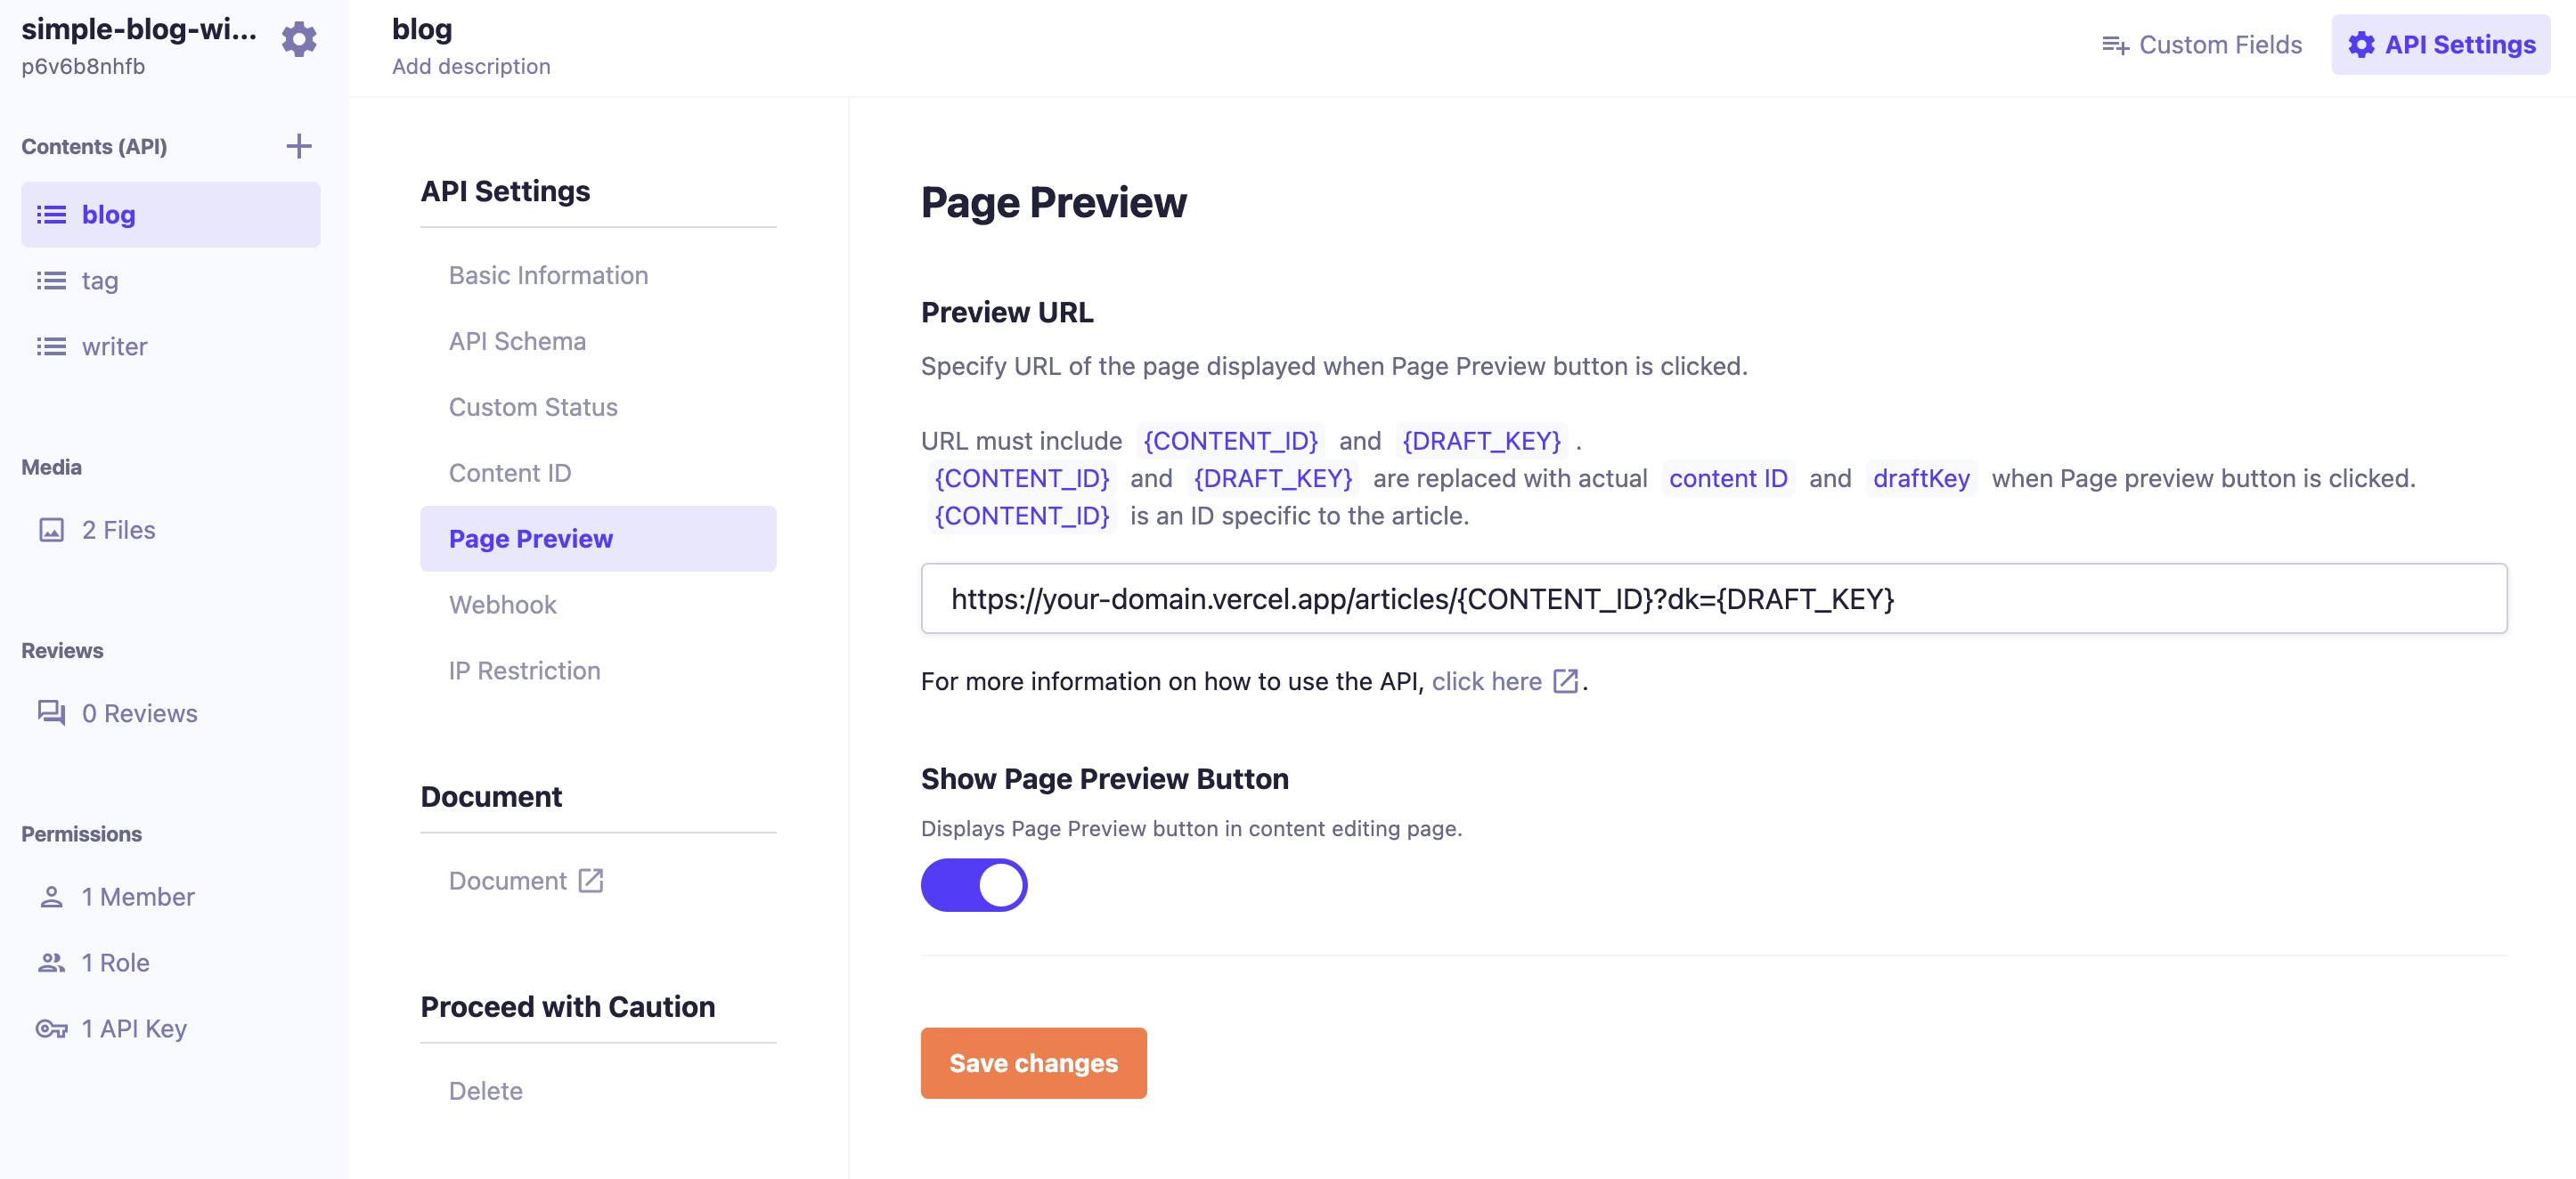 simple-blog-wi...
p6v6b8nhfb
Contents (API)
blog
tag
writer
Media
2 Files
Reviews
0 Reviews
Permissions
1 Member
1 Role
1 API Key
blog
Add description
Custom Fields
API Settings
API Settings
Basic Information
API Schema
Custom Status
Content ID
Page Preview
Webhook
IP Restriction
Document
Document
Proceed with Caution
Delete
Page Preview
Preview URL
Specify URL of the page displayed when Page Preview button is clicked.
URL must include {CONTENT_ID} and {DRAFT_KEY} .
{CONTENT_ID} and {DRAFT_KEY} are replaced with actual content ID and draftKey when Page preview button is clicked.
{CONTENT_ID} is an ID specific to the article.
https://your-domain.vercel.app/articles/{CONTENT_ID}?dk={DRAFT_KEY}
For more information on how to use the API, click here .
Show Page Preview Button
Displays Page Preview button in content editing page.
Save changes